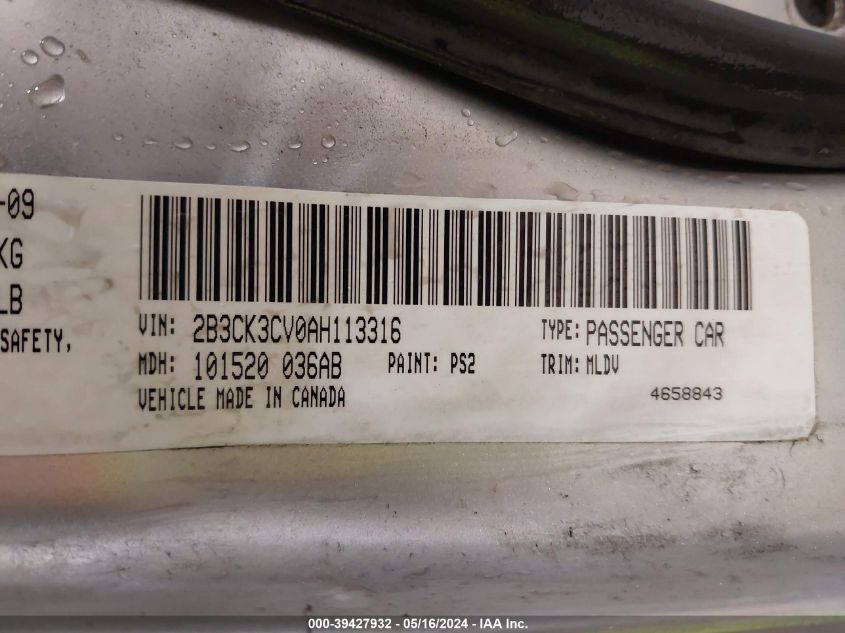 -09
KG
LB
SAFETY,
VIN: 2B3CK3CV0AH113316
TYPE: PASSENGER CAR
MDH: 101520 036AB
PAINT: PS2
TRIM: MLDV
VEHICLE MADE IN CANADA
4658843
000-39427932 - 05/16/2024 - IAA Inc.